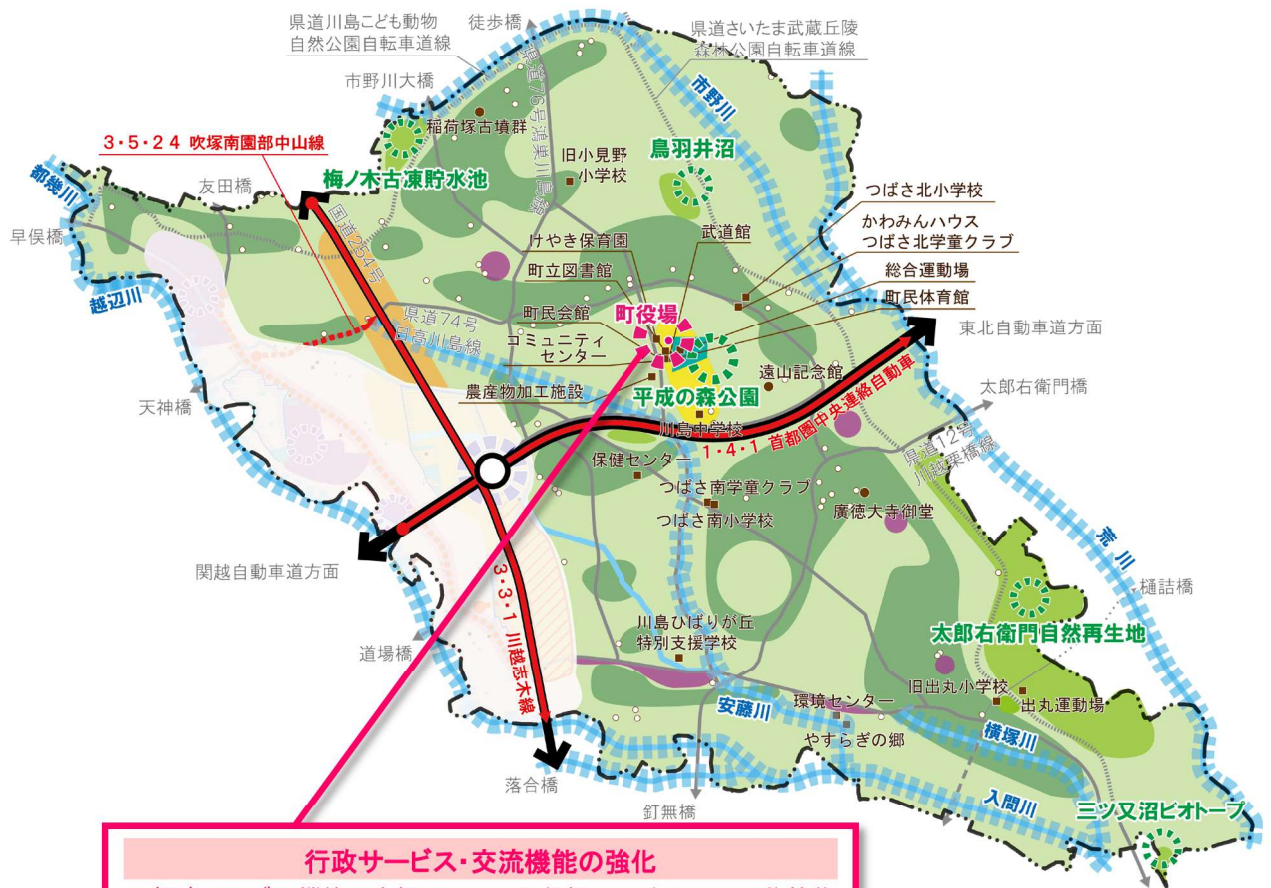 県道川島こども動物
自然公園自転車道線
徒歩橋
県道さいたま武蔵丘陵
森林公園自転車道線
市野川大橋
県道76号鴻巣川島線
市野川
稲荷塚古墳群
3・5・24 吹塚南園部中山線
旧小見野
小学校
鳥羽井沼
都幾川
友田橋
梅ノ木古凍貯水池
つばさ北小学校
国道254号
かわみんハウス
つばさ北学童クラブ
早俣橋
けやき保育園
武道館
町立図書館
総合運動場
越辺川
町役場
町民体育館
県道74号
日高川島線
町民会館
東北自動車道方面
コミュニティ
センター
遠山記念館
農産物加工施設
平成の森公園
太郎右衛門橋
天神橋
川島中学校
1・4・1 首都圏中央連絡自動車
県道12号
川越栗橋線
保健センター
つばさ南学童クラブ
廣徳大寺御堂
つばさ南小学校
荒川
関越自動車道方面
樋詰橋
3・3・1 川越志木線
川島ひばりが丘
特別支援学校
太郎右衛門自然再生地
道場橋
旧出丸小学校
出丸運動場
安藤川
環境センター
やすらぎの郷
横塚川
落合橋
釘無橋
入間川
三ツ又沼ビオトープ
行政サービス・交流機能の強化